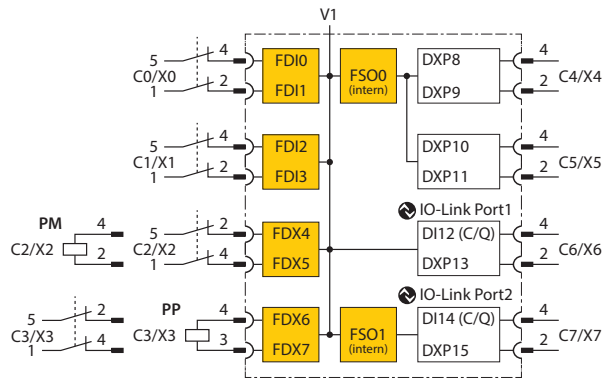 V1
5 4 FDI0 FSO0 DXP8 4
C0/X0 (intern) C4/X4
1 2 FDI1 DXP9 2
5 4 FDI2 DXP10 4
C1/X1 C5/X5
1 2 FDI3 DXP11 2
IO-Link Port1
PM 4 5 2 FDX4 DI12 (C/Q) 4
C2/X2 C2/X2 C6/X6
2 1 4 FDX5 DXP13 2
IO-Link Port2
5 2 PP 4 FDX6 FSO1 DI14 (C/Q) 4
C3/X3 C3/X3 (intern) C7/X7
1 4 3 FDX7 DXP15 2